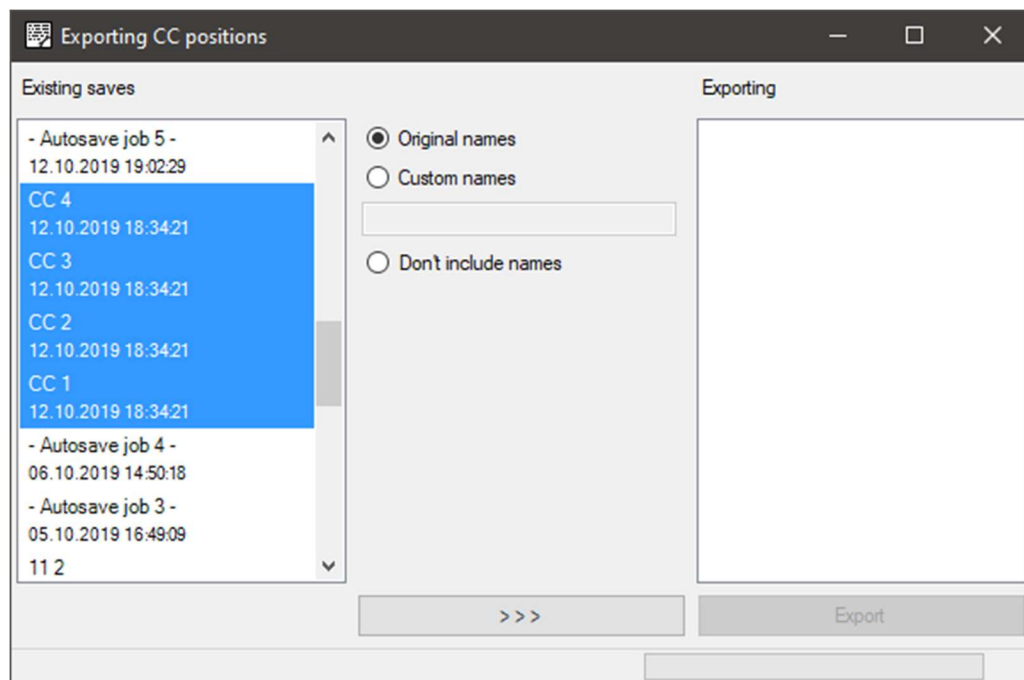 Exporting CC positions
Existing saves
Exporting
- Autosave job 5 -
12.10.2019 19:02:29
CC 4
12.10.2019 18:34:21
CC 3
12.10.2019 18:34:21
CC 2
12.10.2019 18:34:21
CC 1
12.10.2019 18:34:21
- Autosave job 4 -
06.10.2019 14:50:18
- Autosave job 3 -
05.10.2019 16:49:09
11 2
Original names
Custom names
Don't include names
>>>
Export